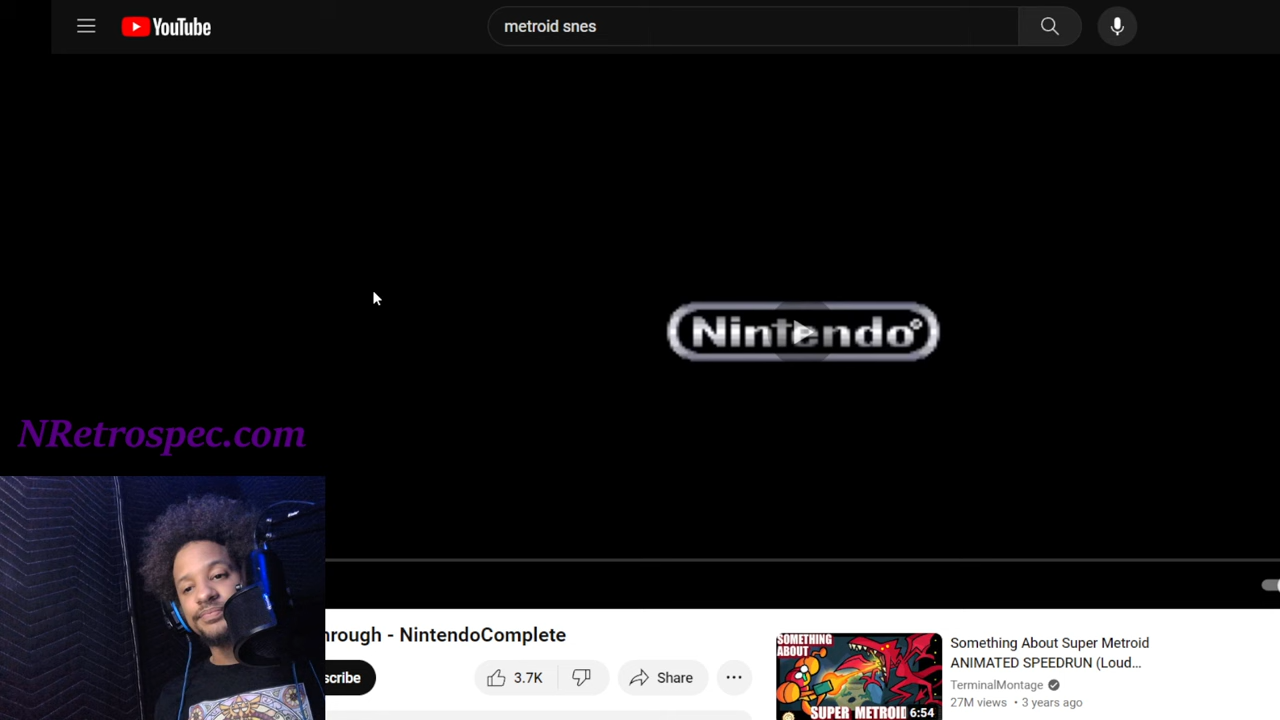 YouTube
metroid snes
Nintendo®
NRetrospec.com
hrough - NintendoComplete
scribe
3.7K
Share
SOMETHING
ABOUT
SUPER METROID
6:54
Something About Super Metroid
ANIMATED SPEEDRUN (Loud...
TerminalMontage
27M views • 3 years ago